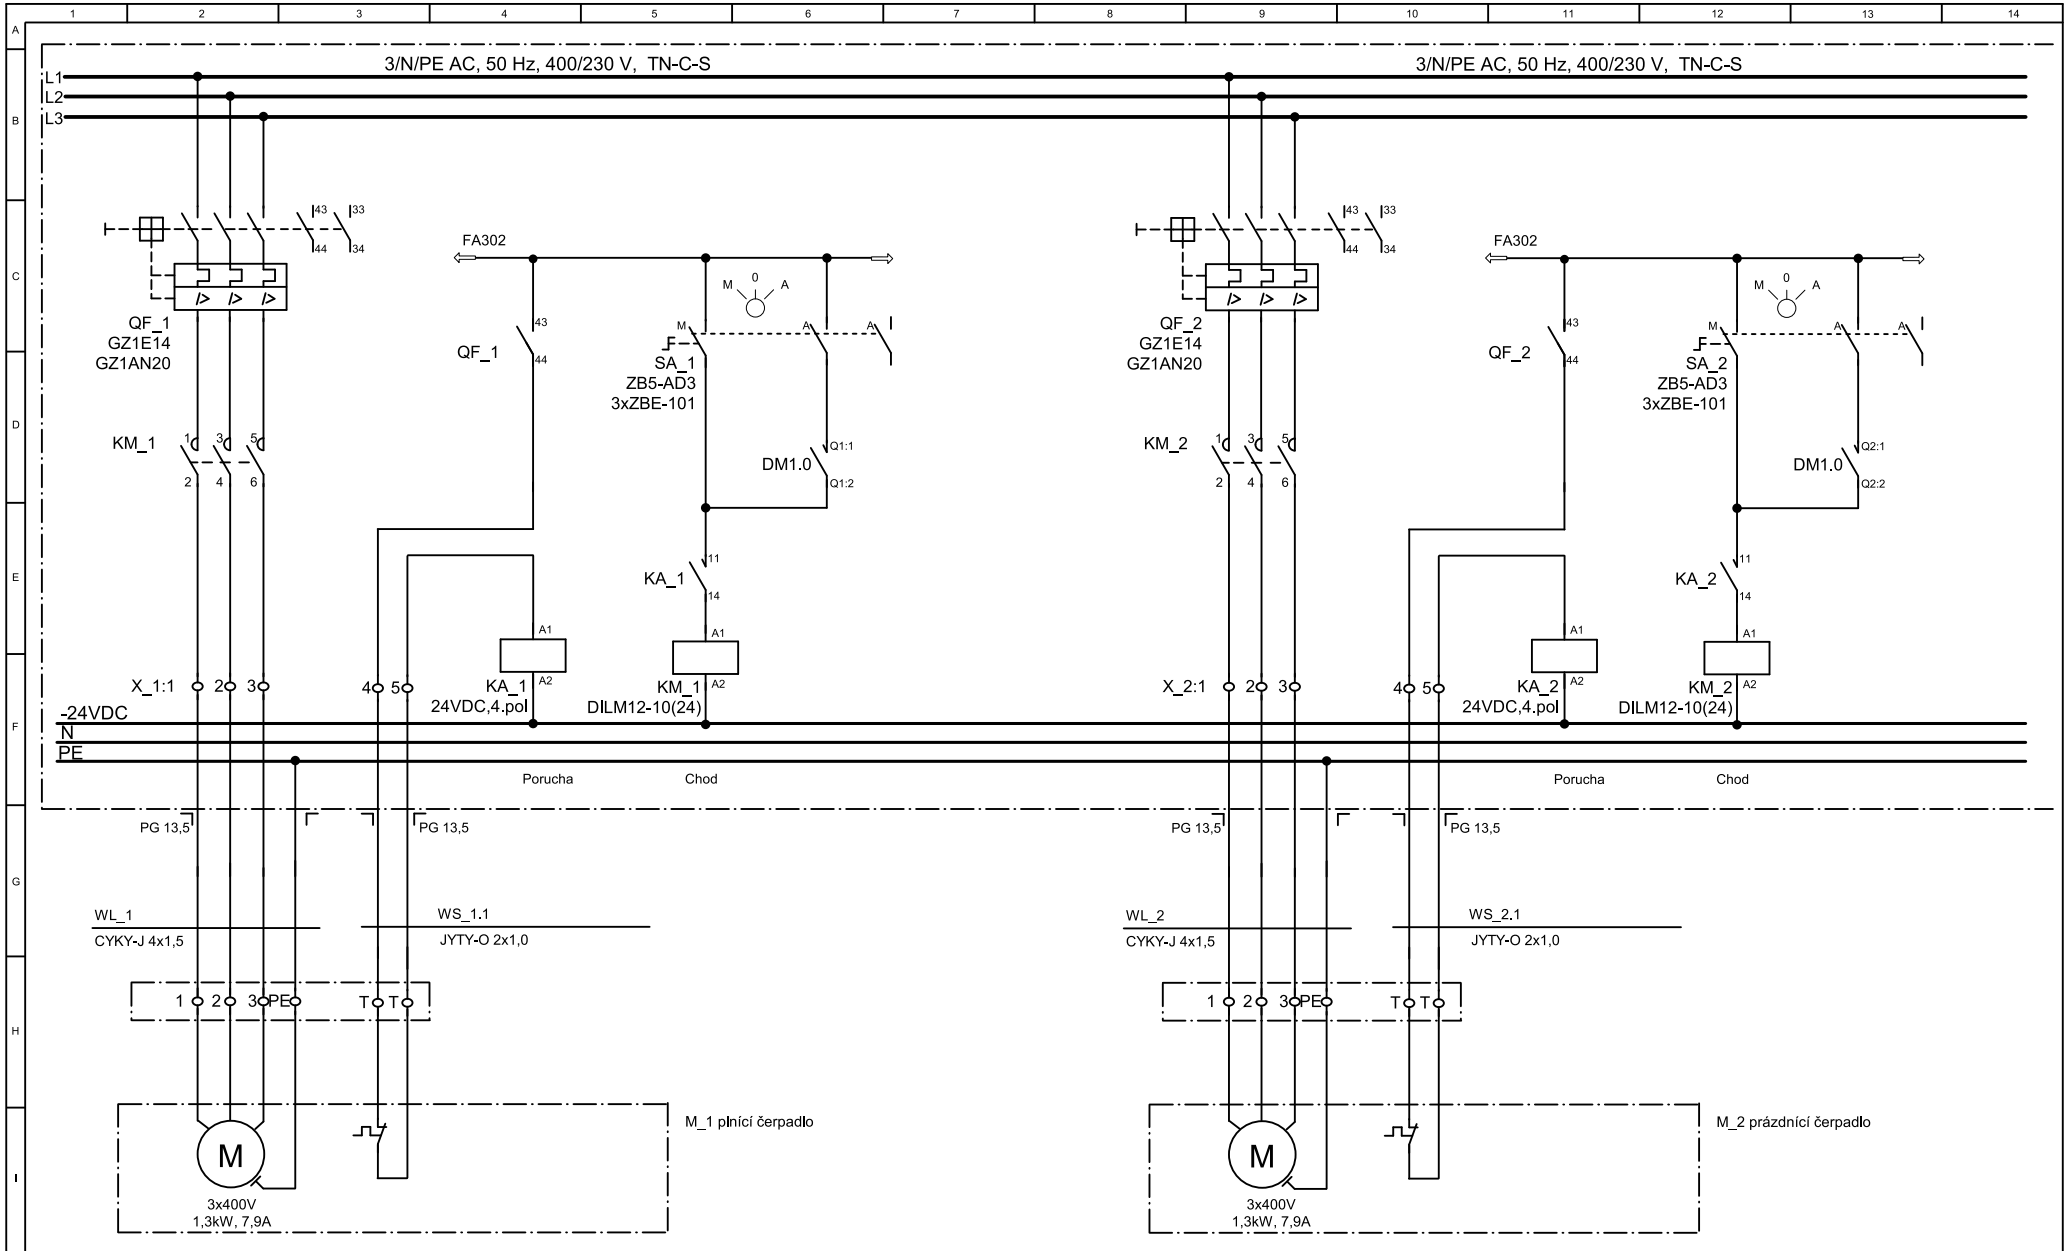 1 2 3 4 5 6 7 8 9 10 11 12 13 14
A
B
C
D
E
F
G
H
I
3/N/PE AC, 50 Hz, 400/230 V, TN-C-S
3/N/PE AC, 50 Hz, 400/230 V, TN-C-S
L1
L2
L3
43 33
44 34
FA302
M 0 A
I> I> I>
QF_1
GZ1E14
GZ1AN20
43
QF_1
44
M A A
SA_1
ZB5-AD3
3xZBE-101
KM_1
1 3 5
2 4 6
Q1:1
DM1.0
Q1:2
11
KA_1
14
A1
A1
X_1:1 2 3 4 5
A2
KA_1
24VDC,4.pol
A2
KM_1
DILM12-10(24)
43 33
44 34
FA302
M 0 A
I> I> I>
QF_2
GZ1E14
GZ1AN20
43
QF_2
44
M A A
SA_2
ZB5-AD3
3xZBE-101
KM_2
1 3 5
2 4 6
Q2:1
DM1.0
Q2:2
11
KA_2
14
A1
A1
X_2:1 2 3 4 5
A2
KA_2
24VDC,4.pol
A2
KM_2
DILM12-10(24)
-24VDC
N
PE
Porucha Chod
Porucha Chod
PG 13,5 PG 13,5
PG 13,5 PG 13,5
WL_1
CYKY-J 4x1,5
WS_1.1
JYTY-O 2x1,0
WL_2
CYKY-J 4x1,5
WS_2.1
JYTY-O 2x1,0
1 2 3 PE T T
1 2 3 PE T T
M_1 plnící čerpadlo
M
3x400V
1,3kW, 7,9A
M_2 prázdnící čerpadlo
M
3x400V
1,3kW, 7,9A